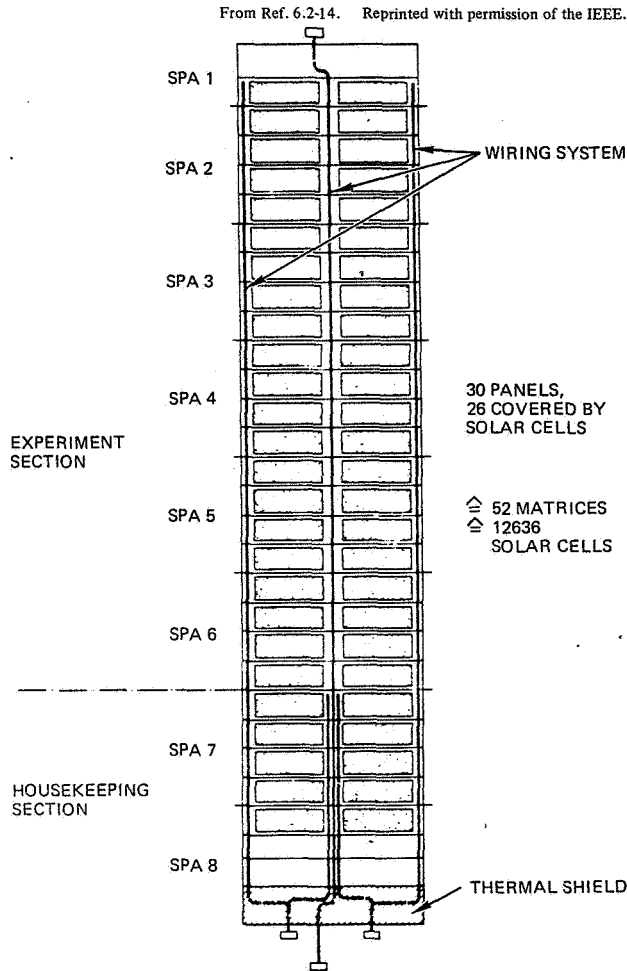 From Ref. 6.2-14. Reprinted with permission of the IEEE.
SPA 1
WIRING SYSTEM
SPA 2
SPA 3
30 PANELS,
26 COVERED BY
SOLAR CELLS
SPA 4
EXPERIMENT
SECTION
≙ 52 MATRICES
≙ 12636
SOLAR CELLS
SPA 5
SPA 6
SPA 7
HOUSEKEEPING
SECTION
SPA 8
THERMAL SHIELD